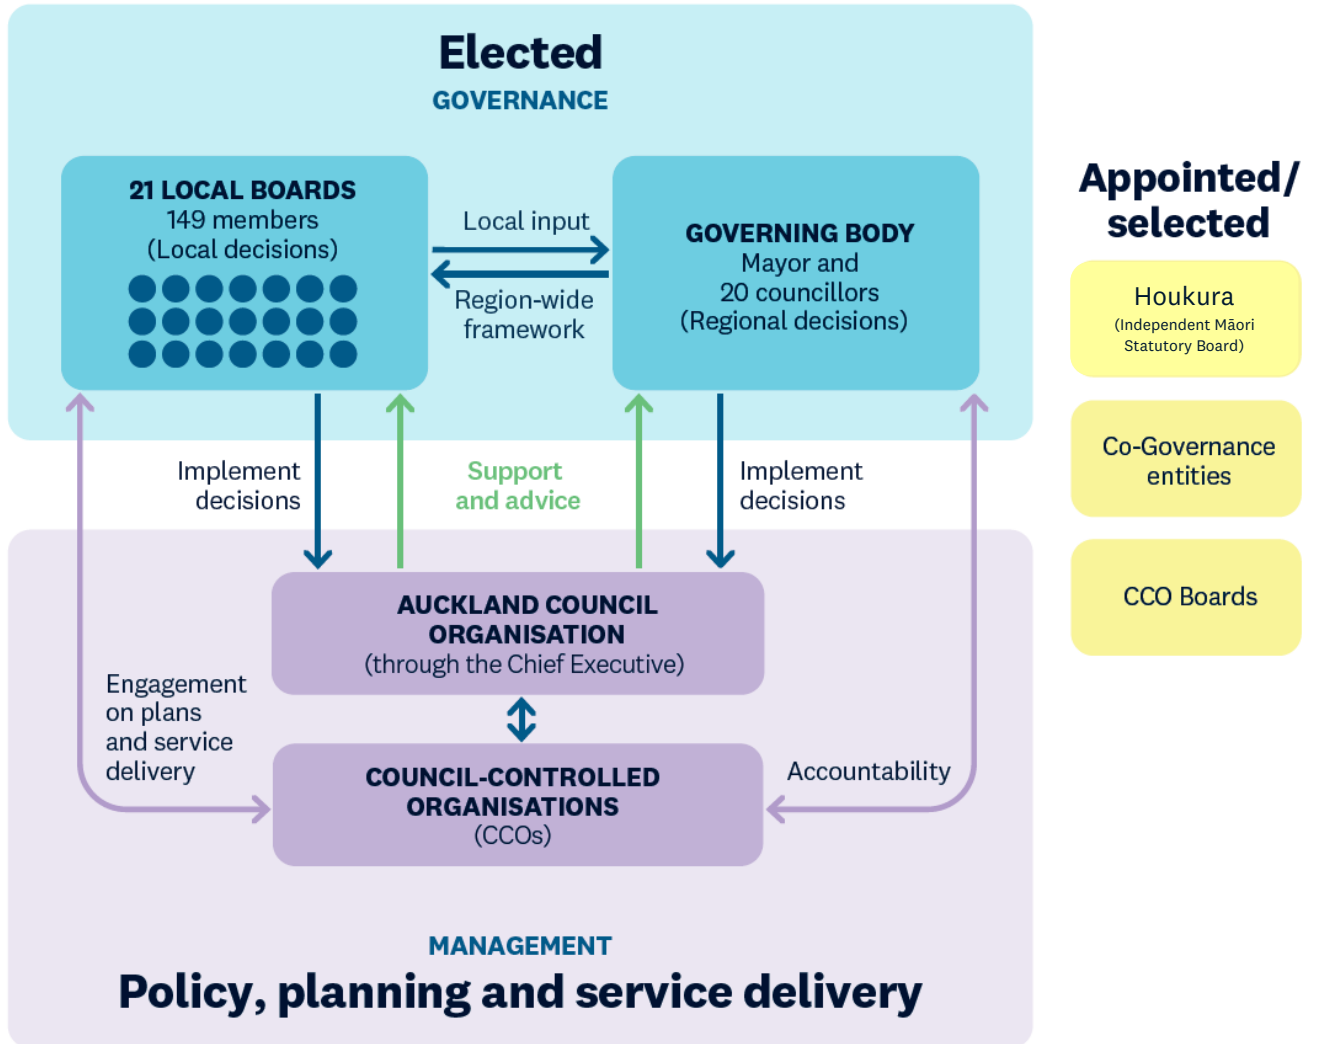 Elected
GOVERNANCE
21 LOCAL BOARDS
149 members
(Local decisions)
Local input
Region-wide
framework
GOVERNING BODY
Mayor and
20 councillors
(Regional decisions)
Implement
decisions
Support
and advice
Implement
decisions
AUCKLAND COUNCIL
ORGANISATION
(through the Chief Executive)
Engagement
on plans
and service
delivery
COUNCIL-CONTROLLED
ORGANISATIONS
(CCOs)
Accountability
MANAGEMENT
Policy, planning and service delivery
Appointed/
selected
Houkura
(Independent Māori
Statutory Board)
Co-Governance
entities
CCO Boards